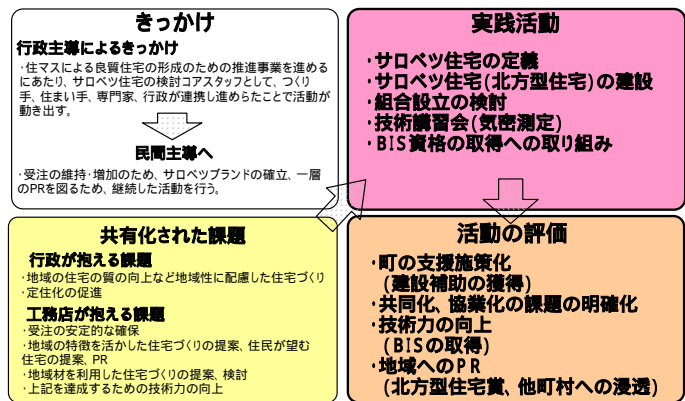 きっかけ
行政主導によるきっかけ
・住マスによる良質住宅の形成のための推進事業を進める
にあたり、サロベツ住宅の検討コアスタッフとして、つくり
手、住まい手、専門家、行政が連携し進めたことで活動が
動き出す。
民間主導へ
・受注の維持・増加のため、サロベツブランドの確立、一層
のPRを図るため、継続した活動を行う。
実践活動
・サロベツ住宅の定義
・サロベツ住宅(北方型住宅)の建設
・組合設立の検討
・技術講習会(気密測定)
・BIS資格の取得への取り組み
共有化された課題
行政が抱える課題
・地域の住宅の質の向上など地域性に配慮した住宅づくり
・定住化の促進
工務店が抱える課題
・受注の安定的な確保
・地域の特徴を活かした住宅づくりの提案、住民が望む
住宅の提案、PR
・地域材を利用した住宅づくりの提案、検討
・上記を達成するための技術力の向上
活動の評価
・町の支援施策化
(建設補助の獲得)
・共同化、協業化の課題の明確化
・技術力の向上
(BISの取得)
・地域へのPR
(北方型住宅賞、他町村への浸透)